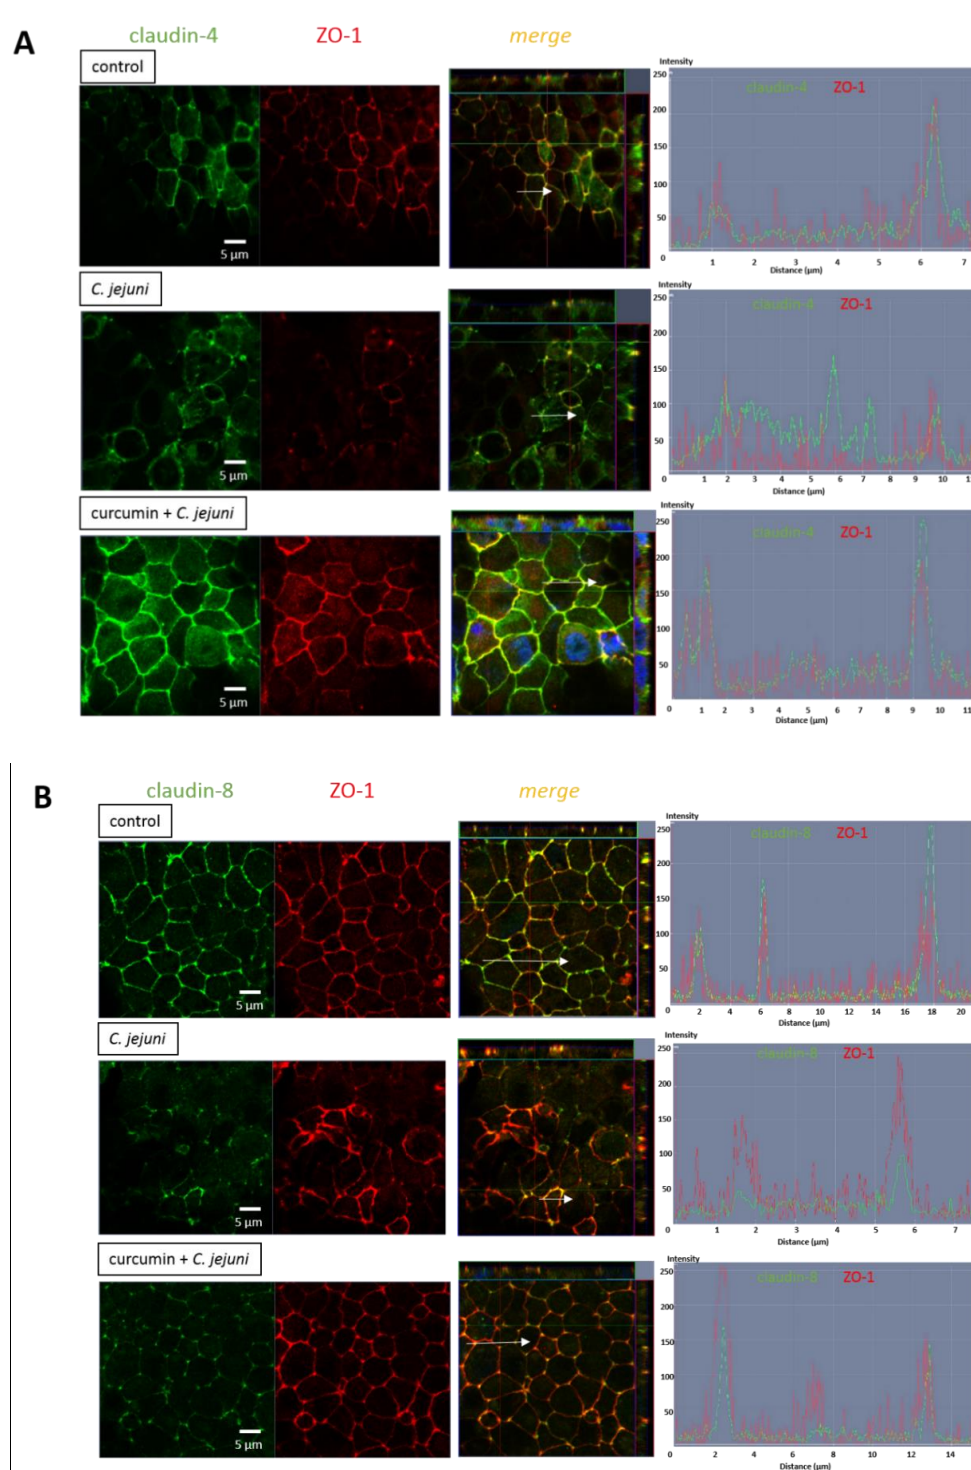 A
claudin-4 ZO-1 merge
control
5 µm
Intensity
claudin-4 ZO-1
250
200
150
100
50
0
1 2 3 4 5 6 7
Distance (µm)
C. jejuni
5 µm
Intensity
claudin-4 ZO-1
250
200
150
100
50
0
1 2 3 4 5 6 7 8 9 10 11
Distance (µm)
curcumin + C. jejuni
5 µm
Intensity
claudin-4 ZO-1
250
200
150
100
50
0
1 2 3 4 5 6 7 8 9 10 11
Distance (µm)
B
claudin-8 ZO-1 merge
control
5 µm
Intensity
claudin-8 ZO-1
250
200
150
100
50
0
2 4 6 8 10 12 14 16 18 20
Distance (µm)
C. jejuni
5 µm
Intensity
claudin-8 ZO-1
250
200
150
100
50
0
1 2 3 4 5 6 7
Distance (µm)
curcumin + C. jejuni
5 µm
Intensity
claudin-8 ZO-1
250
200
150
100
50
0
2 4 6 8 10 12 14
Distance (µm)